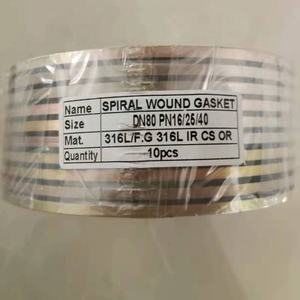 Name SPIRAL WOUND GASKET
Size DN80 PN16/25/40
Mat. 316L/F.G 316L IR CS OR
Quantity 10pcs